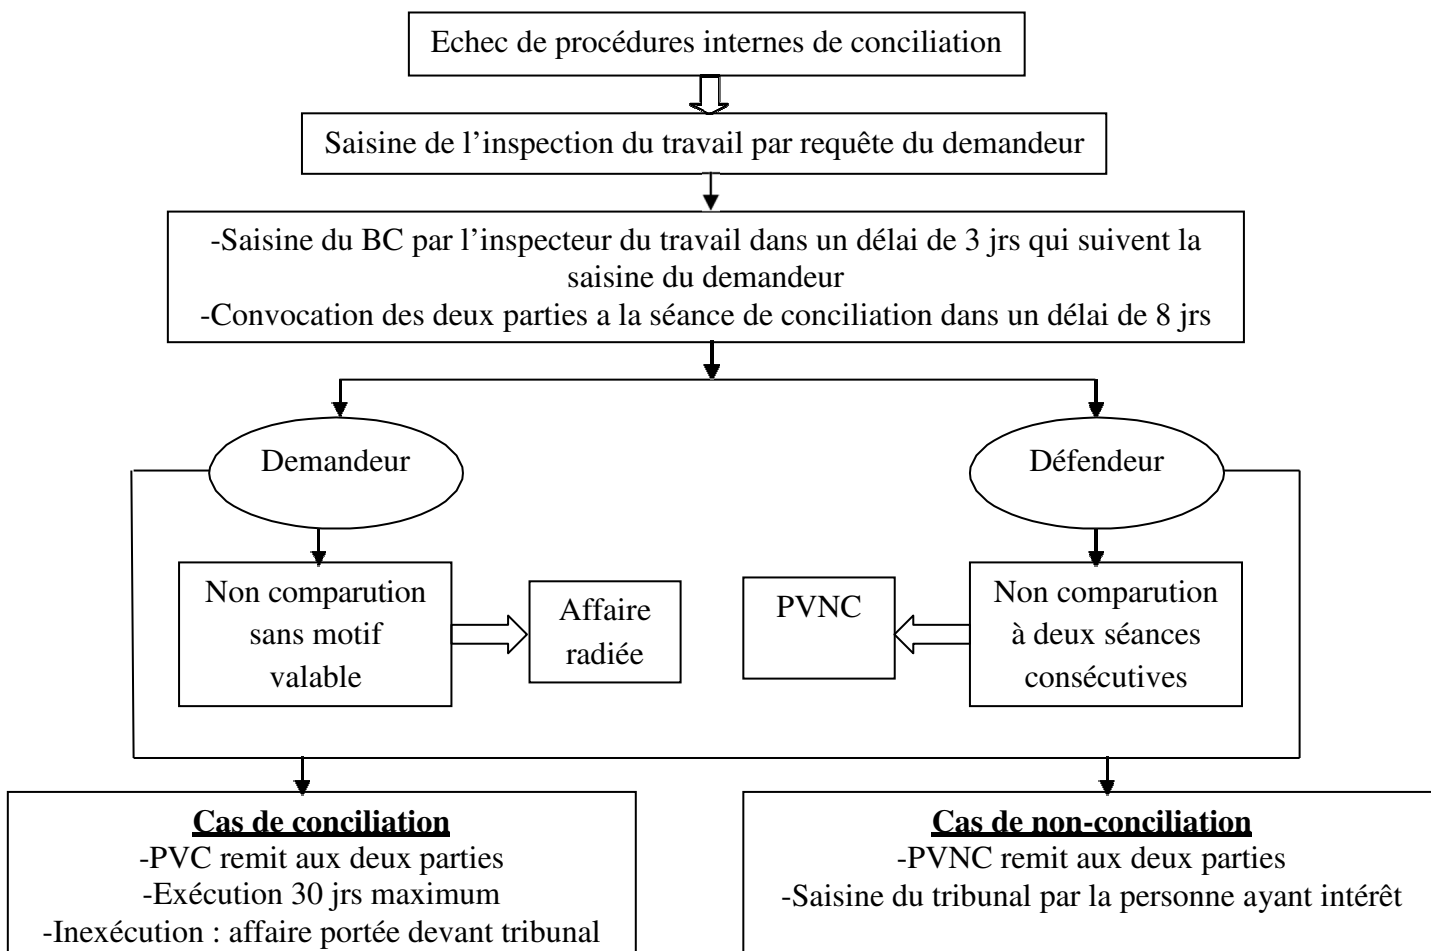 Echec de procédures internes de conciliation
Saisine de l’inspection du travail par requête du demandeur
-Saisine du BC par l’inspecteur du travail dans un délai de 3 jrs qui suivent la
saisine du demandeur
-Convocation des deux parties a la séance de conciliation dans un délai de 8 jrs
Demandeur
Défendeur
Non comparution
sans motif
valable
Affaire
radiée
PVNC
Non comparution
à deux séances
consécutives
Cas de conciliation
-PVC remit aux deux parties
-Exécution 30 jrs maximum
-Inexécution : affaire portée devant tribunal
Cas de non-conciliation
-PVNC remit aux deux parties
-Saisine du tribunal par la personne ayant intérêt